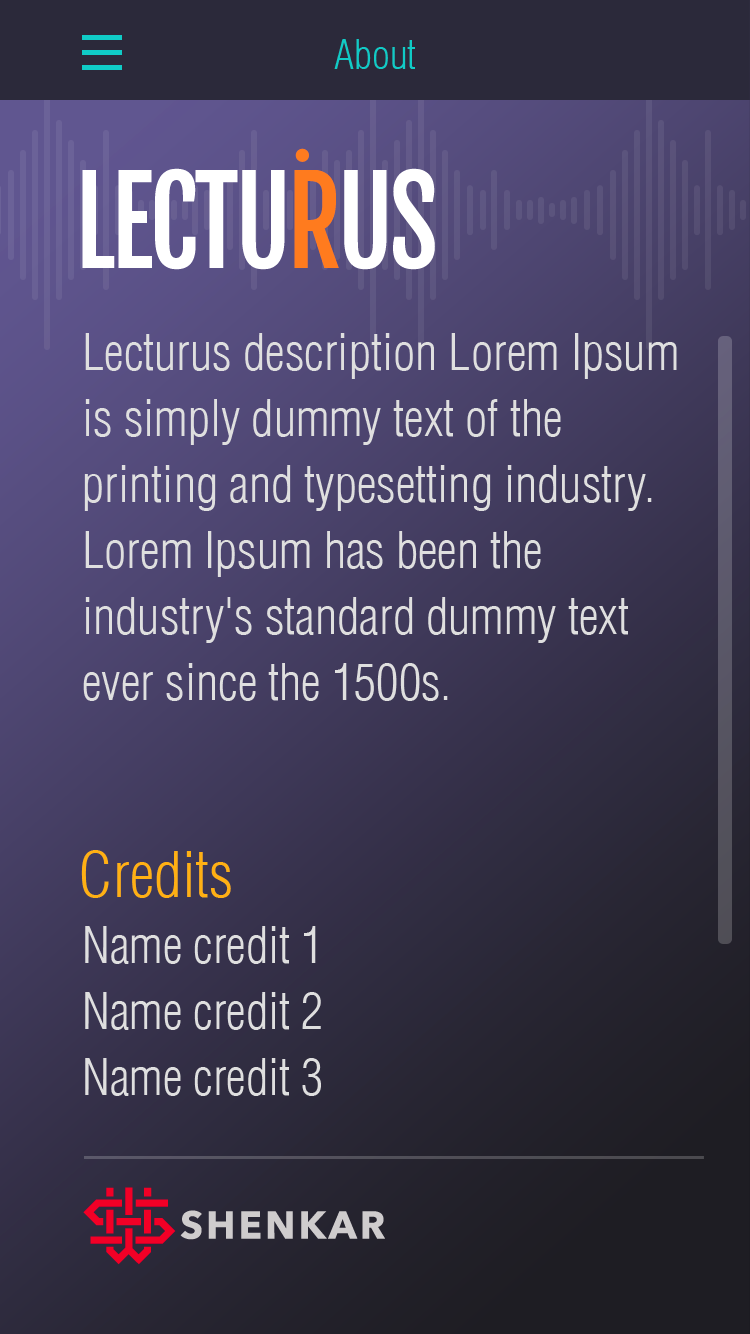 About
LECTURUS
Lecturus description Lorem Ipsum
is simply dummy text of the
printing and typesetting industry.
Lorem Ipsum has been the
industry's standard dummy text
ever since the 1500s.
Credits
Name credit 1
Name credit 2
Name credit 3
SHENKAR